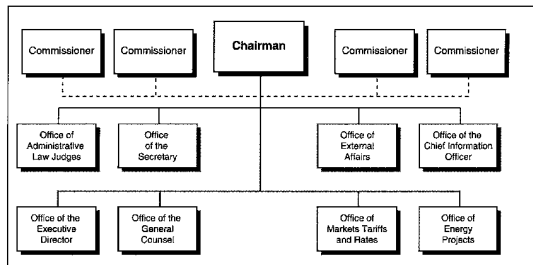 Commissioner
Commissioner
Chairman
Commissioner
Commissioner
Office of
Administrative
Law Judges
Office
of the
Secretary
Office of
External
Affairs
Office of the
Chief Information
Officer
Office of the
Executive
Director
Office of the
General
Counsel
Office of
Markets Tariffs
and Rates
Office of
Energy
Projects